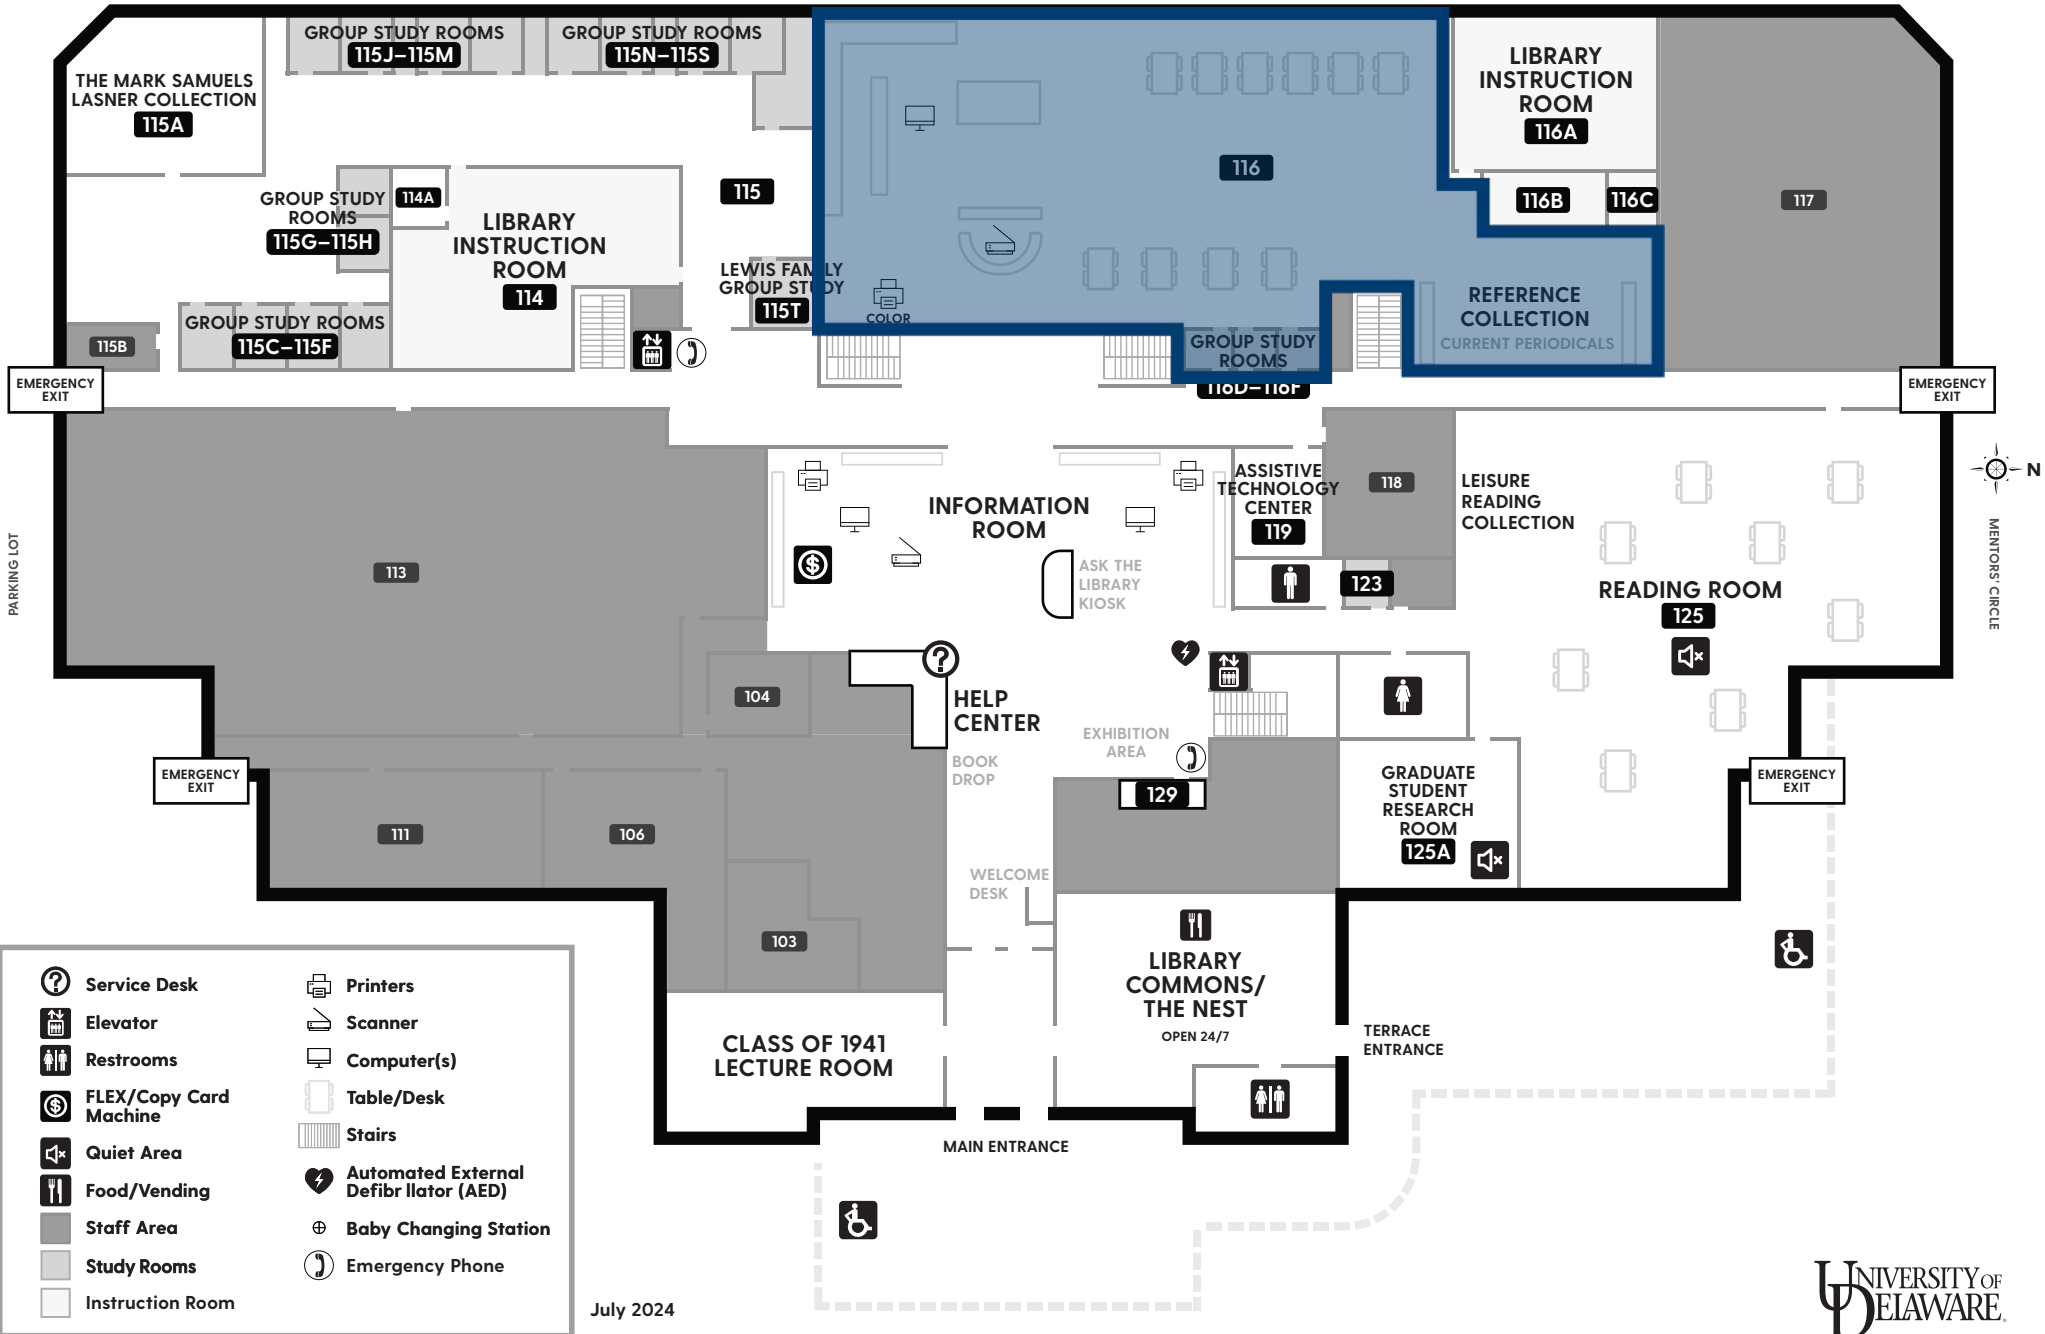 GROUP STUDY ROOMS
115J–115M
GROUP STUDY ROOMS
115N–115S
THE MARK SAMUELS
LASNER COLLECTION
115A
LIBRARY
INSTRUCTION
ROOM
116A
116
116B
116C
117
115
114A
GROUP STUDY
ROOMS
115G–115H
LIBRARY
INSTRUCTION
ROOM
114
LEWIS FAMILY
GROUP STUDY
115T
COLOR
REFERENCE
COLLECTION
CURRENT PERIODICALS
GROUP STUDY ROOMS
115C–115F
115B
GROUP STUDY
ROOMS
116D–116F
EMERGENCY
EXIT
EMERGENCY
EXIT
N
PARKING LOT
MENTORS' CIRCLE
113
INFORMATION
ROOM
ASK THE
LIBRARY
KIOSK
ASSISTIVE
TECHNOLOGY
CENTER
119
118
123
LEISURE
READING
COLLECTION
READING ROOM
125
104
HELP
CENTER
BOOK
DROP
EXHIBITION
AREA
129
EMERGENCY
EXIT
EMERGENCY
EXIT
111
106
103
GRADUATE
STUDENT
RESEARCH
ROOM
125A
WELCOME
DESK
LIBRARY
COMMONS/
THE NEST
OPEN 24/7
CLASS OF 1941
LECTURE ROOM
TERRACE
ENTRANCE
MAIN ENTRANCE
Service Desk
Elevator
Restrooms
FLEX/Copy Card
Machine
Quiet Area
Food/Vending
Staff Area
Study Rooms
Instruction Room
Printers
Scanner
Computer(s)
Table/Desk
Stairs
Automated External
Defibr llator (AED)
Baby Changing Station
Emergency Phone
July 2024
UNIVERSITY OF
DELAWARE